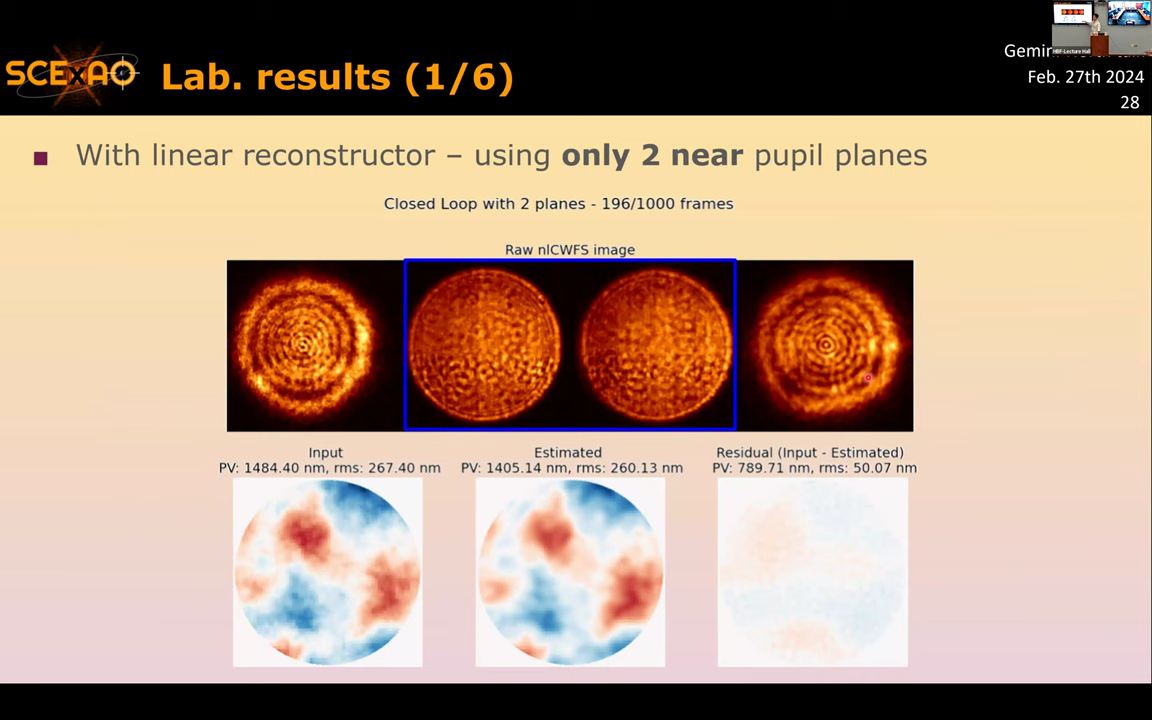 SCExAO
Lab. results (1/6)
Feb. 27th 2024
28
■ With linear reconstructor – using only 2 near pupil planes
Closed Loop with 2 planes - 196/1000 frames
Raw nlCWFS image
Input
PV: 1484.40 nm, rms: 267.40 nm
Estimated
PV: 1405.14 nm, rms: 260.13 nm
Residual (Input - Estimated)
PV: 789.71 nm, rms: 50.07 nm